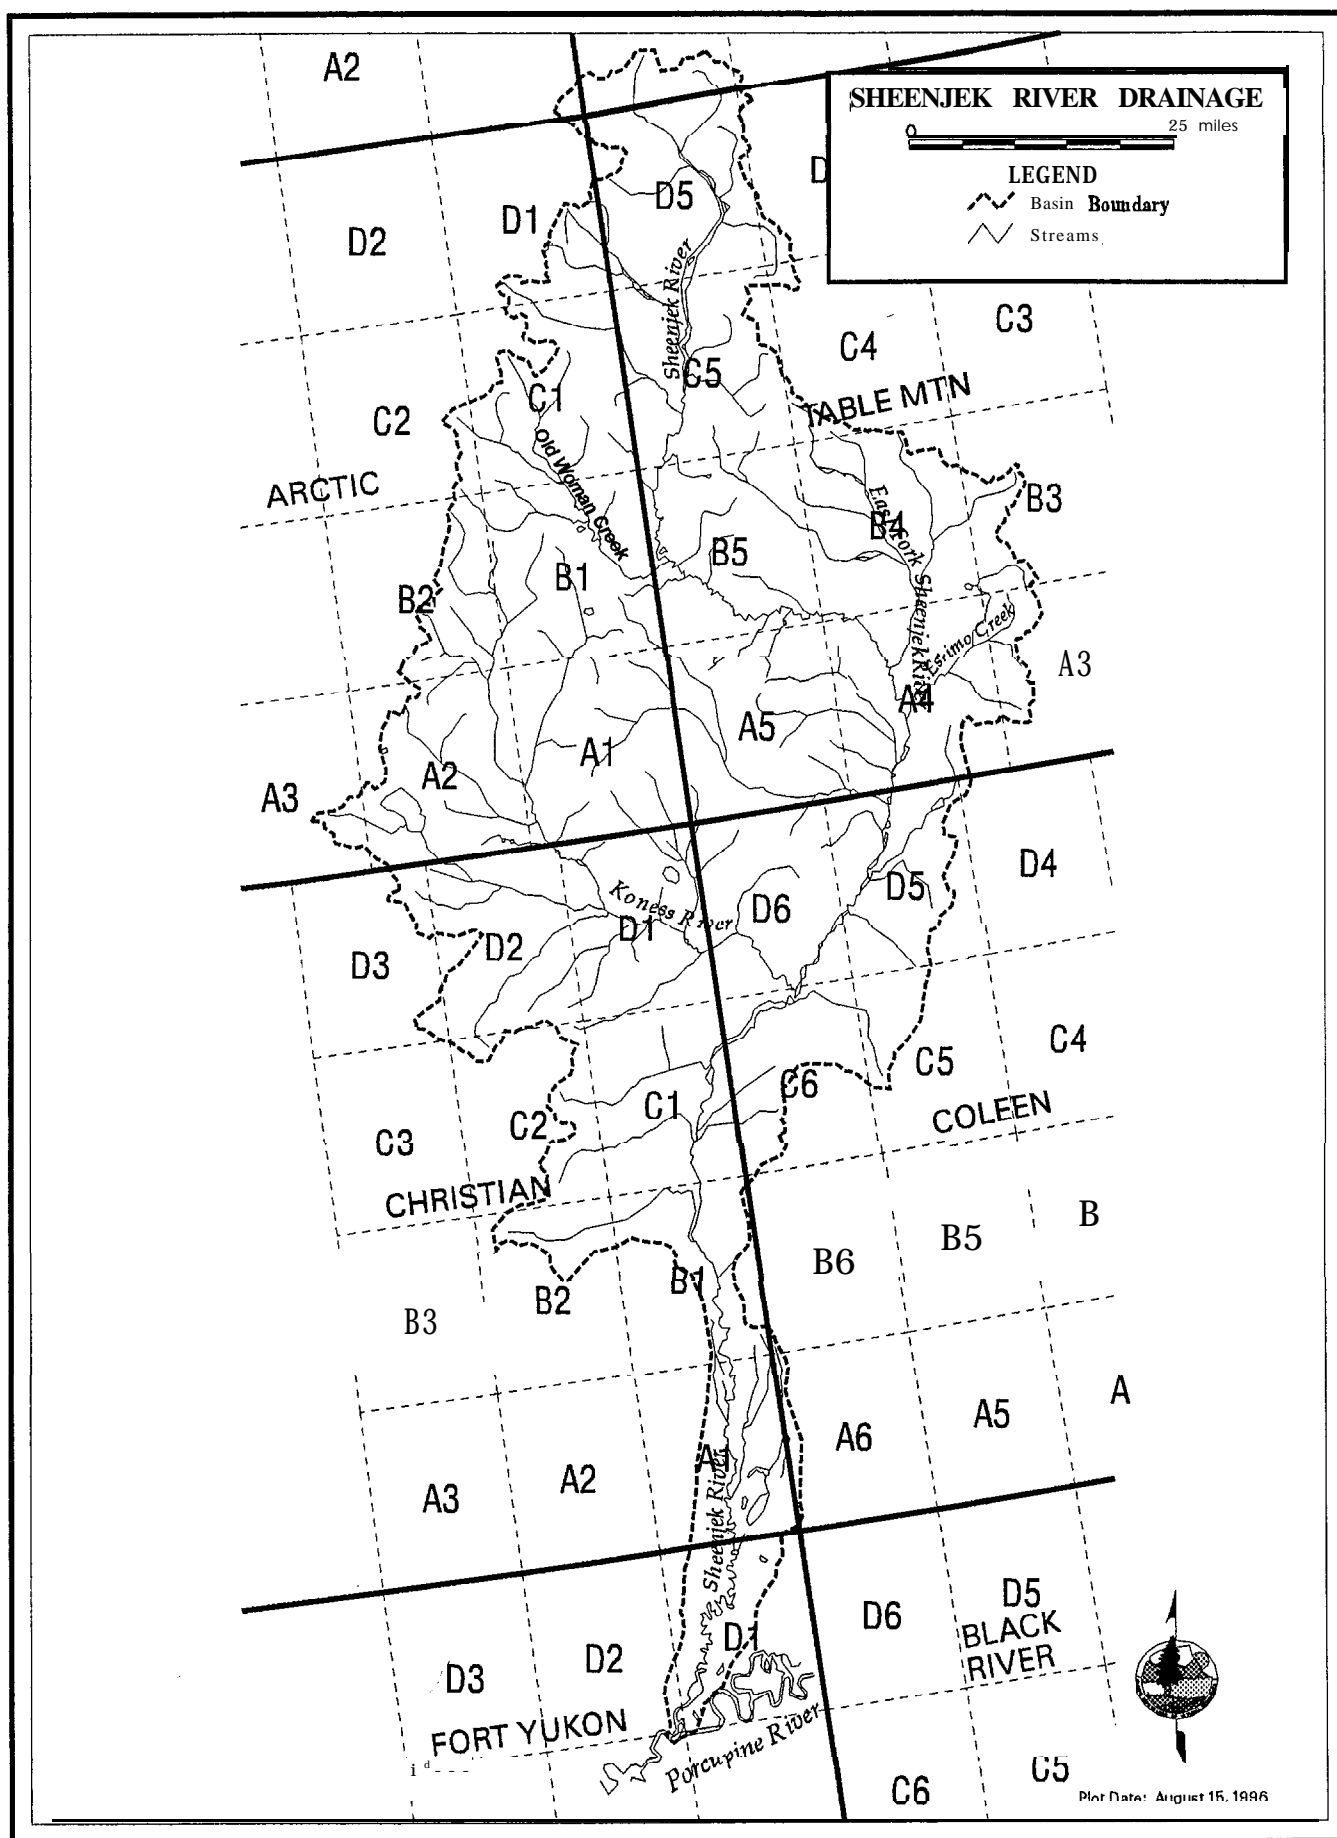 A2
SHEENJEK RIVER DRAINAGE
0
25 miles
LEGEND
Basin Boundary
Streams
D
D5
D1
D2
Sheenjek River
C3
C4
C5
TABLE MTN
C1
C2
Old Woman Creek
ARCTIC
B3
East Fork Sheenjek River
B4
B5
B1
B2
Creek
A3
A4
A5
A1
A2
A3
D4
D5
D6
Koness River
D1
D2
D3
C4
C5
C6
C1
C2
C3
COLEEN
CHRISTIAN
B
B5
B6
B1
B2
B3
A
A5
A6
A1
A2
A3
Sheenjek River
D5
BLACK
RIVER
D6
D1
D2
D3
FORT YUKON
Porcupine River
C5
C6
Plot Date: August 15, 1996